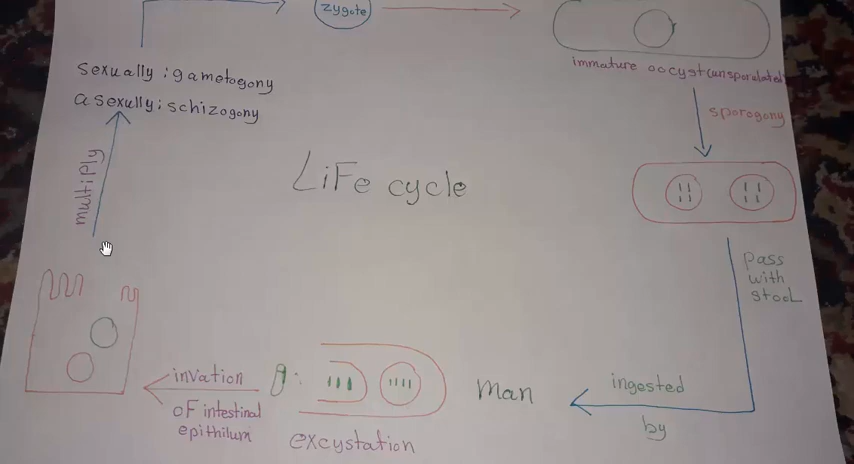 zygote
immature oocyst(unsporulated)
sporogony
sexually:gametogony
asexually:schizogony
multiply
LiFe cycle
pass
with
stool
ingested
by
man
excystation
invation
of intestinal
epithilum